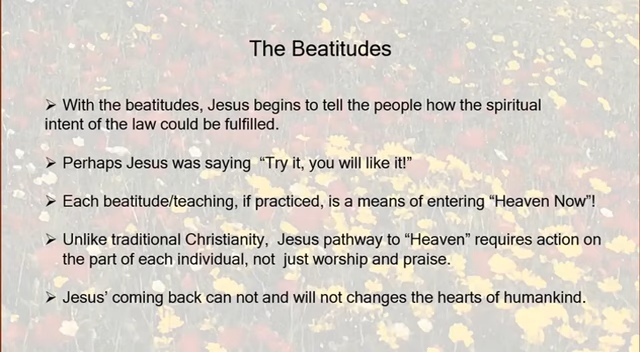 The Beatitudes
➢ With the beatitudes, Jesus begins to tell the people how the spiritual
intent of the law could be fulfilled.
➢ Perhaps Jesus was saying “Try it, you will like it!”
➢ Each beatitude/teaching, if practiced, is a means of entering “Heaven Now”!
➢ Unlike traditional Christianity, Jesus pathway to “Heaven” requires action on
the part of each individual, not just worship and praise.
➢ Jesus’ coming back can not and will not changes the hearts of humankind.